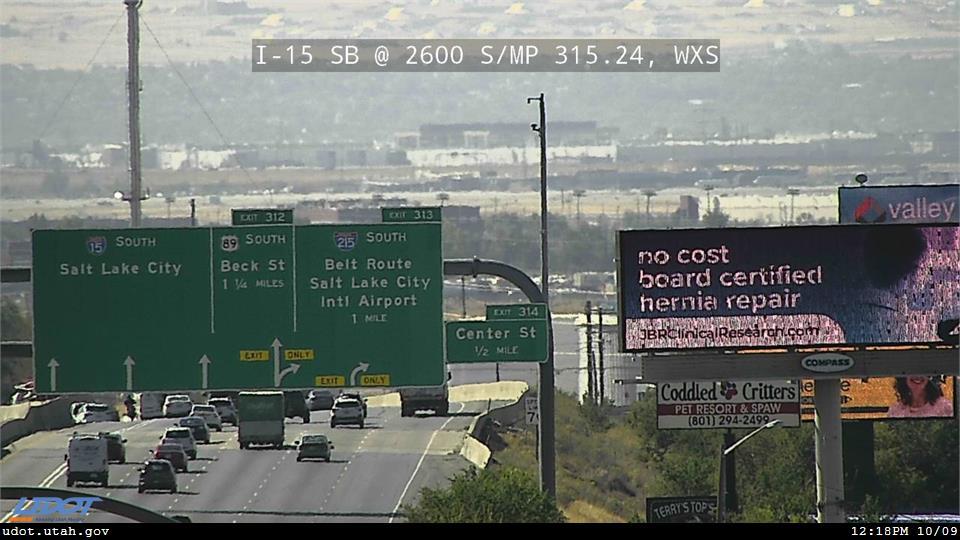 I-15 SB @ 2600 S/MP 315.24, WXS
EXIT 312
EXIT 313
15 SOUTH
Salt Lake City
89 SOUTH
Beck St
1 1/4 MILES
215 SOUTH
Belt Route
Salt Lake City
Intl Airport
1 MILE
EXIT ONLY
EXIT ONLY
EXIT 314
Center St
1/2 MILE
valley
no cost
board certified
hernia repair
JBRClinicalResearch.com
COMPASS
Coddled Critters
PET RESORT & SPAW
(801) 294-2499
TERRY'S TOP'S
UDOT
udot.utah.gov
12:18PM 10/09